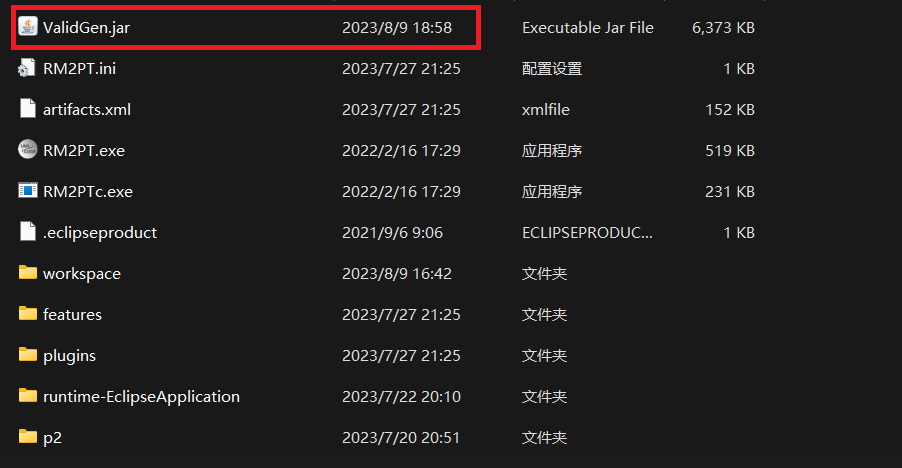 ValidGen.jar 2023/8/9 18:58 Executable Jar File 6,373 KB
RM2PT.ini 2023/7/27 21:25 配置设置 1 KB
artifacts.xml 2023/7/27 21:25 xmlfile 152 KB
RM2PT.exe 2022/2/16 17:29 应用程序 519 KB
RM2PTc.exe 2022/2/16 17:29 应用程序 231 KB
.eclipseproduct 2021/9/6 9:06 ECLIPSEPRODUC... 1 KB
workspace 2023/8/9 16:42 文件夹
features 2023/7/27 21:25 文件夹
plugins 2023/7/27 21:25 文件夹
runtime-EclipseApplication 2023/7/22 20:10 文件夹
p2 2023/7/20 20:51 文件夹